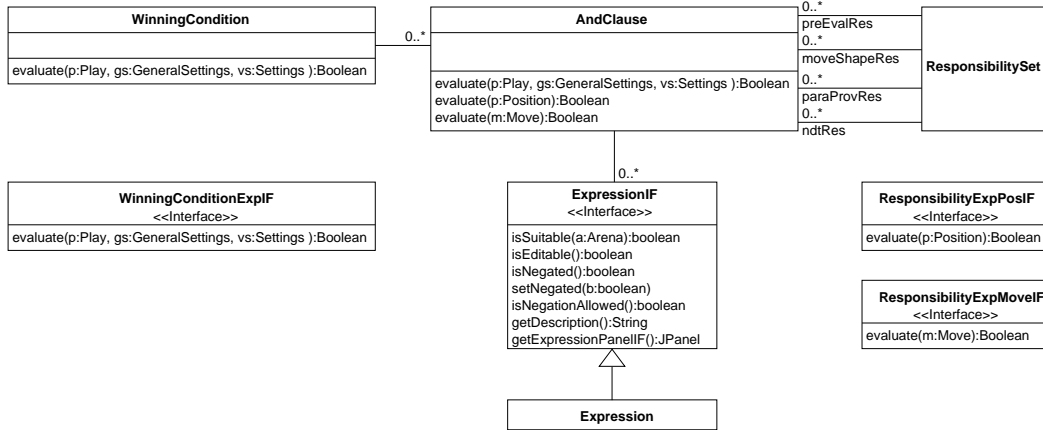 WinningCondition
evaluate(p:Play, gs:GeneralSettings, vs:Settings ):Boolean
0..*
AndClause
evaluate(p:Play, gs:GeneralSettings, vs:Settings ):Boolean
evaluate(p:Position):Boolean
evaluate(m:Move):Boolean
0..*
preEvalRes
0..*
moveShapeRes
0..*
paraProvRes
0..*
ndtRes
ResponsibilitySet
0..*
WinningConditionExpIF
<<Interface>>
evaluate(p:Play, gs:GeneralSettings, vs:Settings ):Boolean
ExpressionIF
<<Interface>>
isSuitable(a:Arena):boolean
isEditable():boolean
isNegated():boolean
setNegated(b:boolean)
isNegationAllowed():boolean
getDescription():String
getExpressionPanelIF():JPanel
ResponsibilityExpPosIF
<<Interface>>
evaluate(p:Position):Boolean
ResponsibilityExpMoveIF
<<Interface>>
evaluate(m:Move):Boolean
Expression